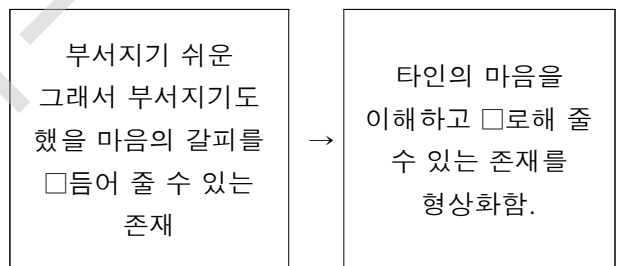 부서지기 쉬운
그래서 부서지기도
했을 마음의 갈피를
□듬어 줄 수 있는
존재
→
타인의 마음을
이해하고 □로해 줄
수 있는 존재를
형상화함.